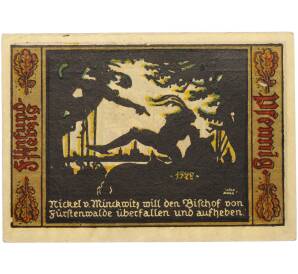 Fünfund
siebzig
Pfennig
1528
Nickel v. Minckwitz will den Bischof von
Fürstenwalde überfallen und aufheben.